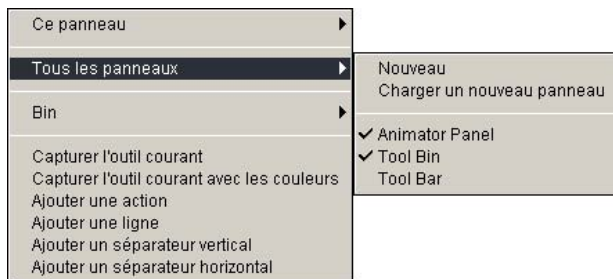 Ce panneau
Tous les panneaux
Bin
Capturer l'outil courant
Capturer l'outil courant avec les couleurs
Ajouter une action
Ajouter une ligne
Ajouter un séparateur vertical
Ajouter un séparateur horizontal
Nouveau
Charger un nouveau panneau
Animator Panel
Tool Bin
Tool Bar